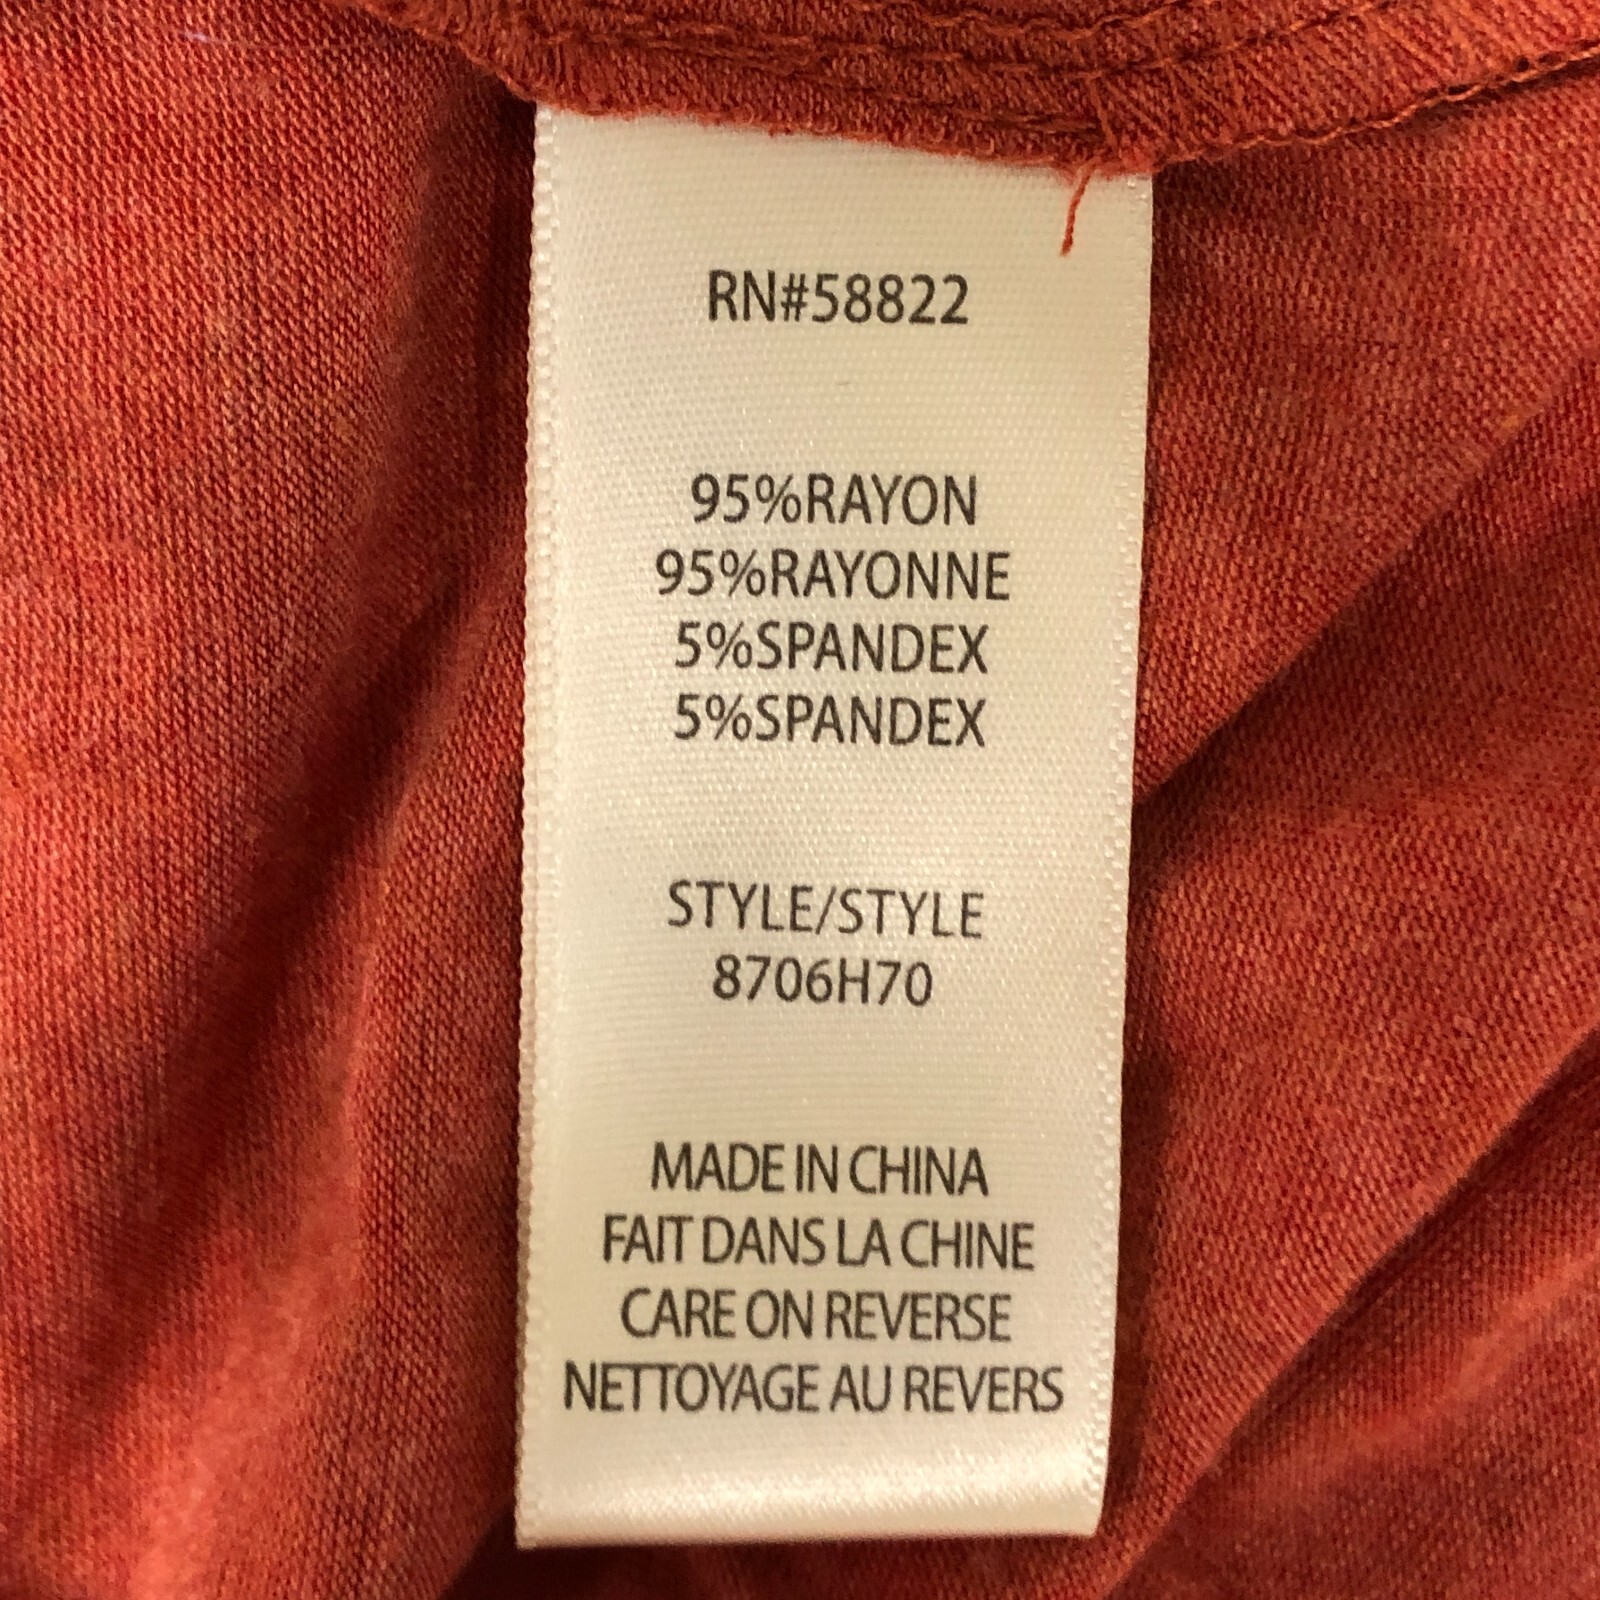 RN#58822
95%RAYON
95%RAYONNE
5%SPANDEX
5%SPANDEX
STYLE/STYLE
8706H70
MADE IN CHINA
FAIT DANS LA CHINE
CARE ON REVERSE
NETTOYAGE AU REVERS